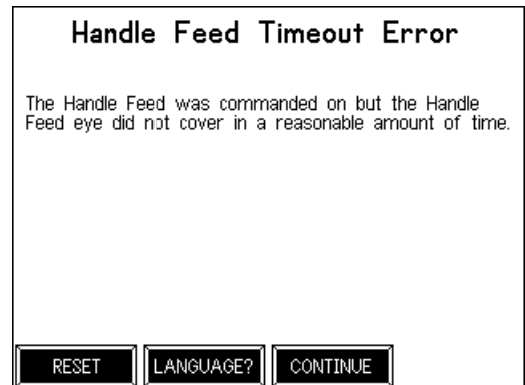 Handle Feed Timeout Error
The Handle Feed was commanded on but the Handle
Feed eye did not cover in a reasonable amount of time.
RESET
LANGUAGE?
CONTINUE